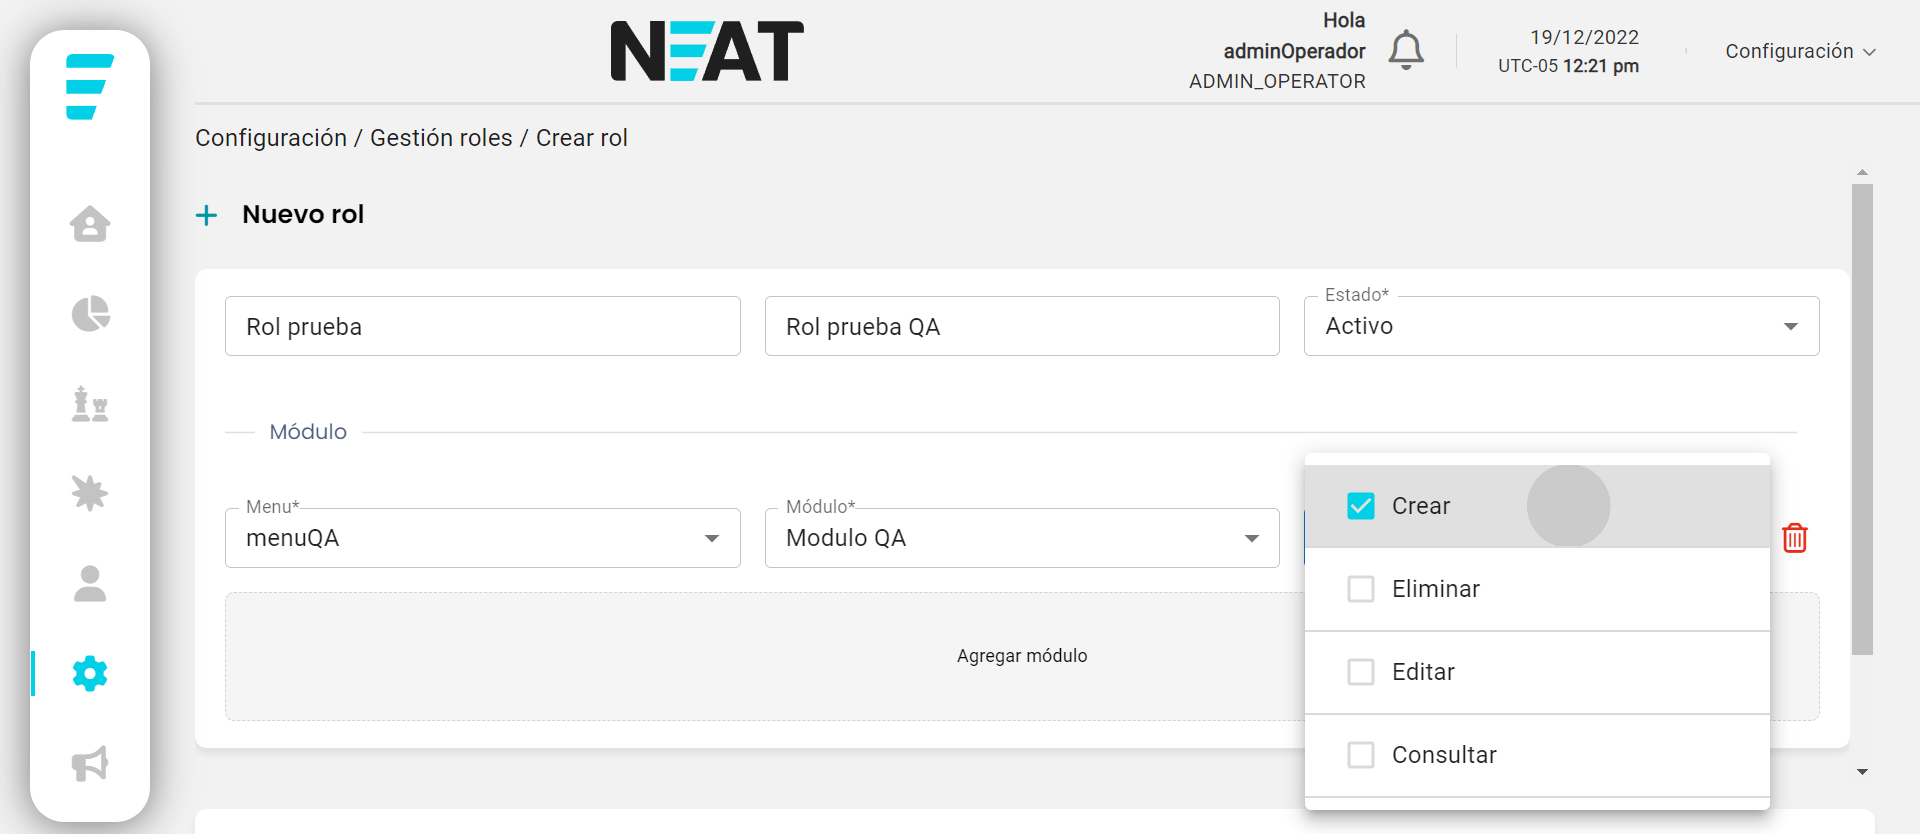 NEAT
Hola
adminOperador
ADMIN_OPERATOR
19/12/2022
UTC-05 12:21 pm
Configuración
Configuración / Gestión roles / Crear rol
+ Nuevo rol
Rol prueba
Rol prueba QA
Estado*
Activo
Módulo
Menu*
menuQA
Módulo*
Modulo QA
Crear
Eliminar
Editar
Consultar
Agregar módulo